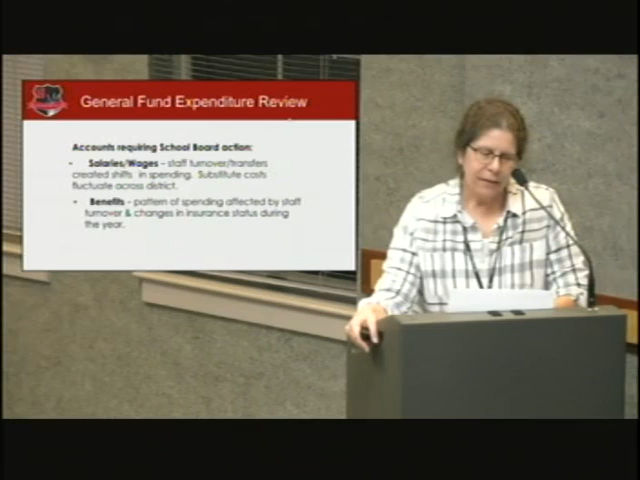 General Fund Expenditure Review
Accounts requiring School Board action:
• Salaries/Wages – staff turnover/transfers
created shifts in spending. Substitute costs
fluctuate across district.
• Benefits – pattern of spending affected by staff
turnover & changes in insurance status during
the year.